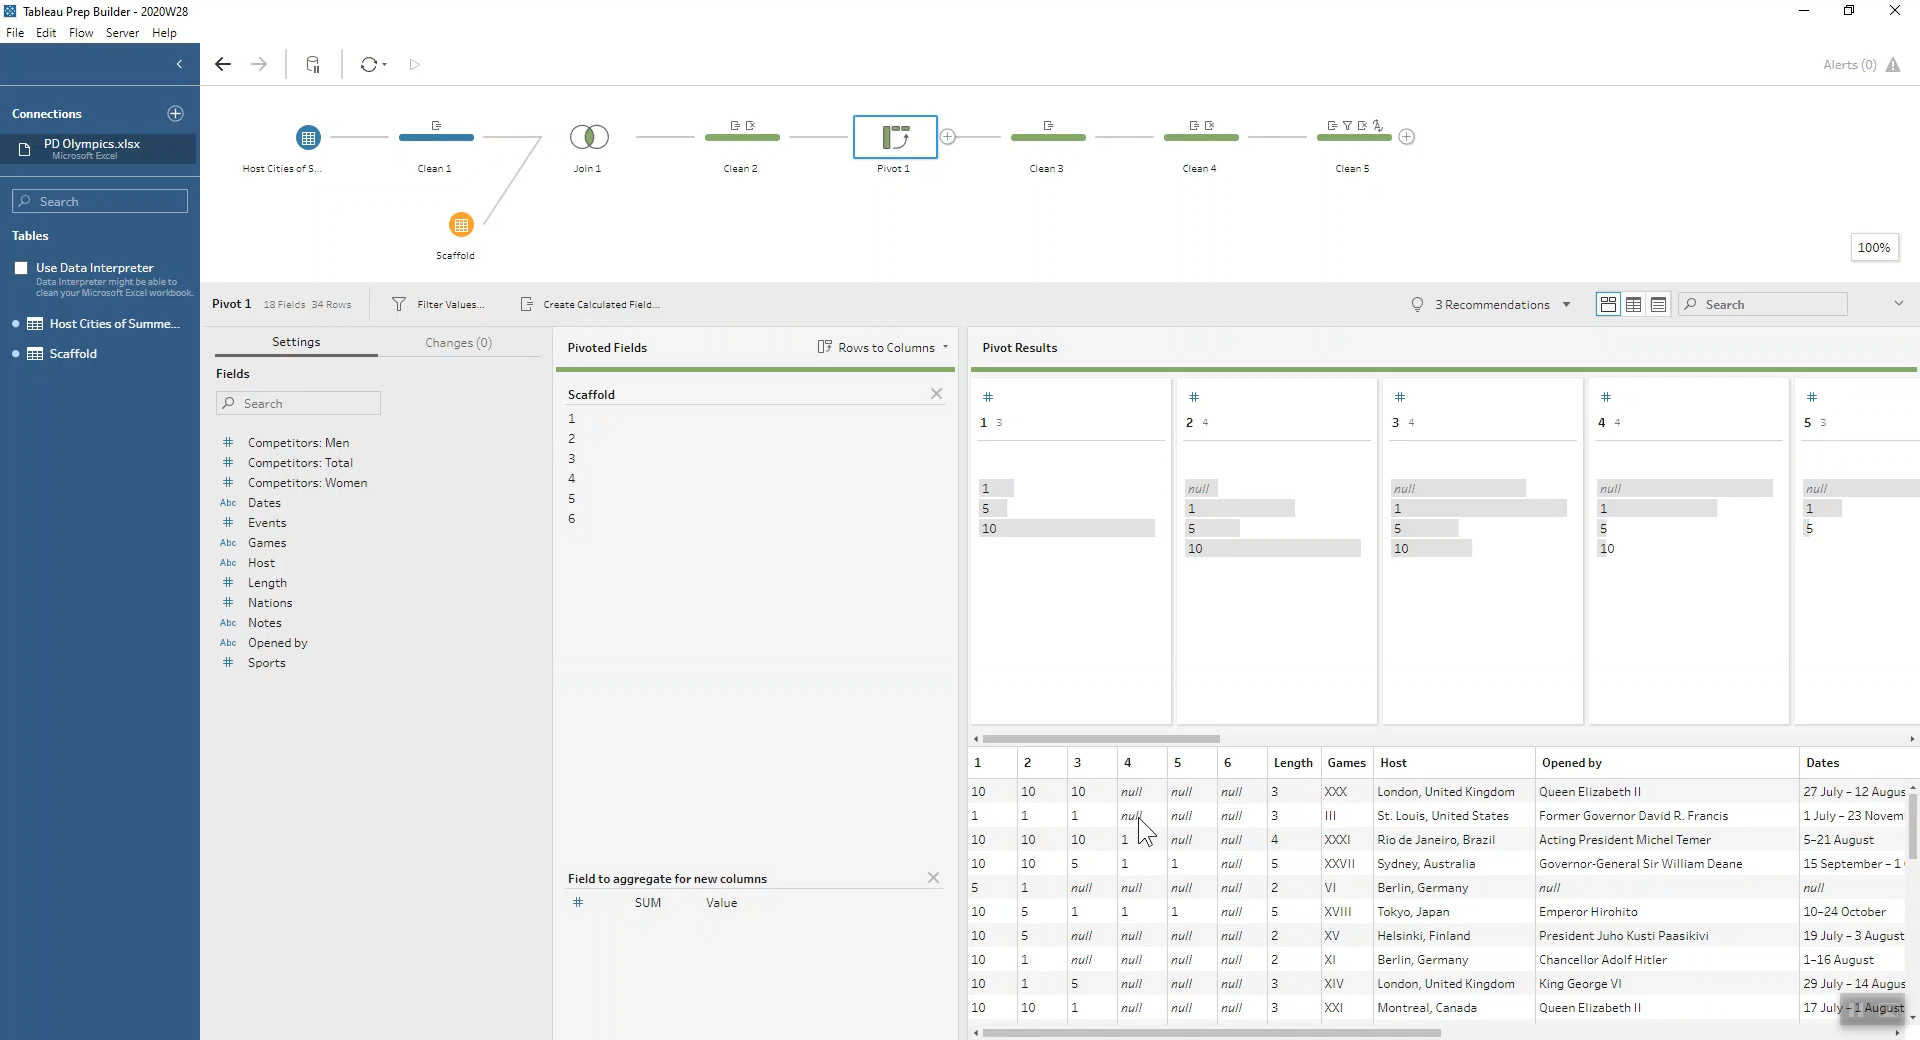 Tableau Prep Builder - 2020W28
File Edit Flow Server Help
Alerts (0)
Connections
PD Olympics.xlsx
Microsoft Excel
Search
Tables
Use Data Interpreter
Data Interpreter might be able to
clean your Microsoft Excel workbook.
Host Cities of Summe...
Scaffold
Host Cities of S...
Clean 1
Join 1
Clean 2
Pivot 1
Clean 3
Clean 4
Clean 5
Scaffold
100%
Pivot 1 18 Fields 34 Rows
Filter Values...
Create Calculated Field...
3 Recommendations
Search
Settings
Changes (0)
Fields
Search
# Competitors: Men
# Competitors: Total
# Competitors: Women
Abc Dates
# Events
Abc Games
Abc Host
# Length
# Nations
Abc Notes
Abc Opened by
# Sports
Pivoted Fields
Rows to Columns
Scaffold
1
2
3
4
5
6
Field to aggregate for new columns
# SUM Value
Pivot Results
#
1 3
1
5
10
#
2 4
null
1
5
10
#
3 4
null
1
5
10
#
4 4
null
1
5
10
#
5 3
null
1
5
1 2 3 4 5 6 Length Games Host Opened by Dates
10 10 10 null null null 3 XXX London, United Kingdom Queen Elizabeth II 27 July – 12 Augus
1 1 1 null null null 3 III St. Louis, United States Former Governor David R. Francis 1 July – 23 Novem
10 10 10 1 null null 4 XXXI Rio de Janeiro, Brazil Acting President Michel Temer 5–21 August
10 10 5 1 1 null 5 XXVII Sydney, Australia Governor-General Sir William Deane 15 September – 1
5 1 null null null null 2 VI Berlin, Germany null null
10 5 1 1 1 null 5 XVIII Tokyo, Japan Emperor Hirohito 10–24 October
10 5 null null null null 2 XV Helsinki, Finland President Juho Kusti Paasikivi 19 July – 3 August
10 1 null null null null 2 XI Berlin, Germany Chancellor Adolf Hitler 1–16 August
10 1 5 null null null 3 XIV London, United Kingdom King George VI 29 July – 14 Augus
10 10 1 null null null 3 XXI Montreal, Canada Queen Elizabeth II 17 July – 1 August